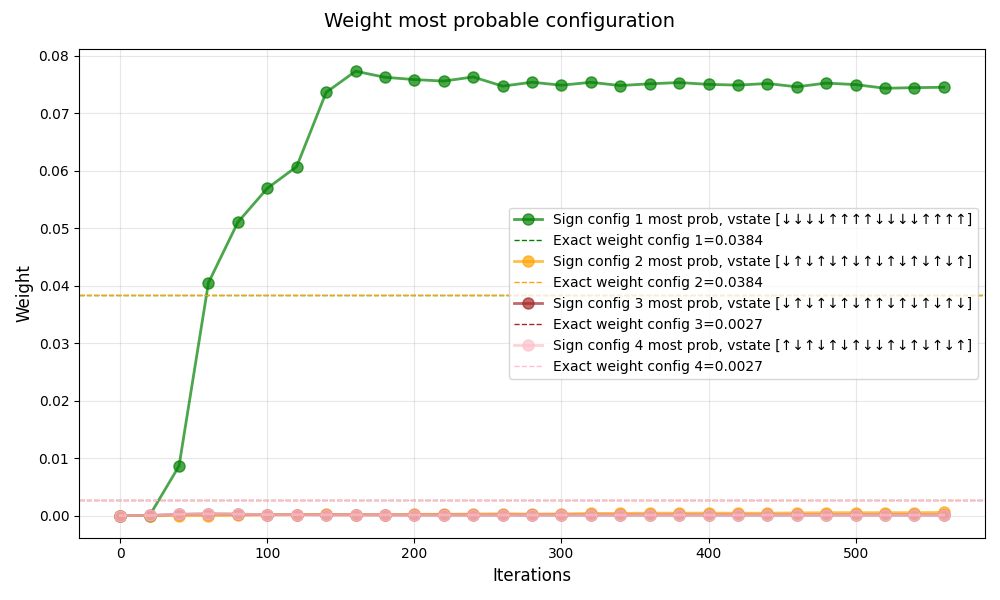 Weight most probable configuration
0.08
0.07
0.06
0.05
0.04
0.03
0.02
0.01
0.00
Weight
Sign config 1 most prob, vstate [↓↓↓↓↑↑↑↑↓↓↓↓↑↑↑↑]
Exact weight config 1=0.0384
Sign config 2 most prob, vstate [↓↑↓↑↓↑↓↑↓↑↓↑↓↑↓↑]
Exact weight config 2=0.0384
Sign config 3 most prob, vstate [↓↑↓↑↓↑↓↑↑↓↑↓↑↓↑↓]
Exact weight config 3=0.0027
Sign config 4 most prob, vstate [↑↓↑↓↑↓↑↓↓↑↓↑↓↑↓↑]
Exact weight config 4=0.0027
0 100 200 300 400 500
Iterations